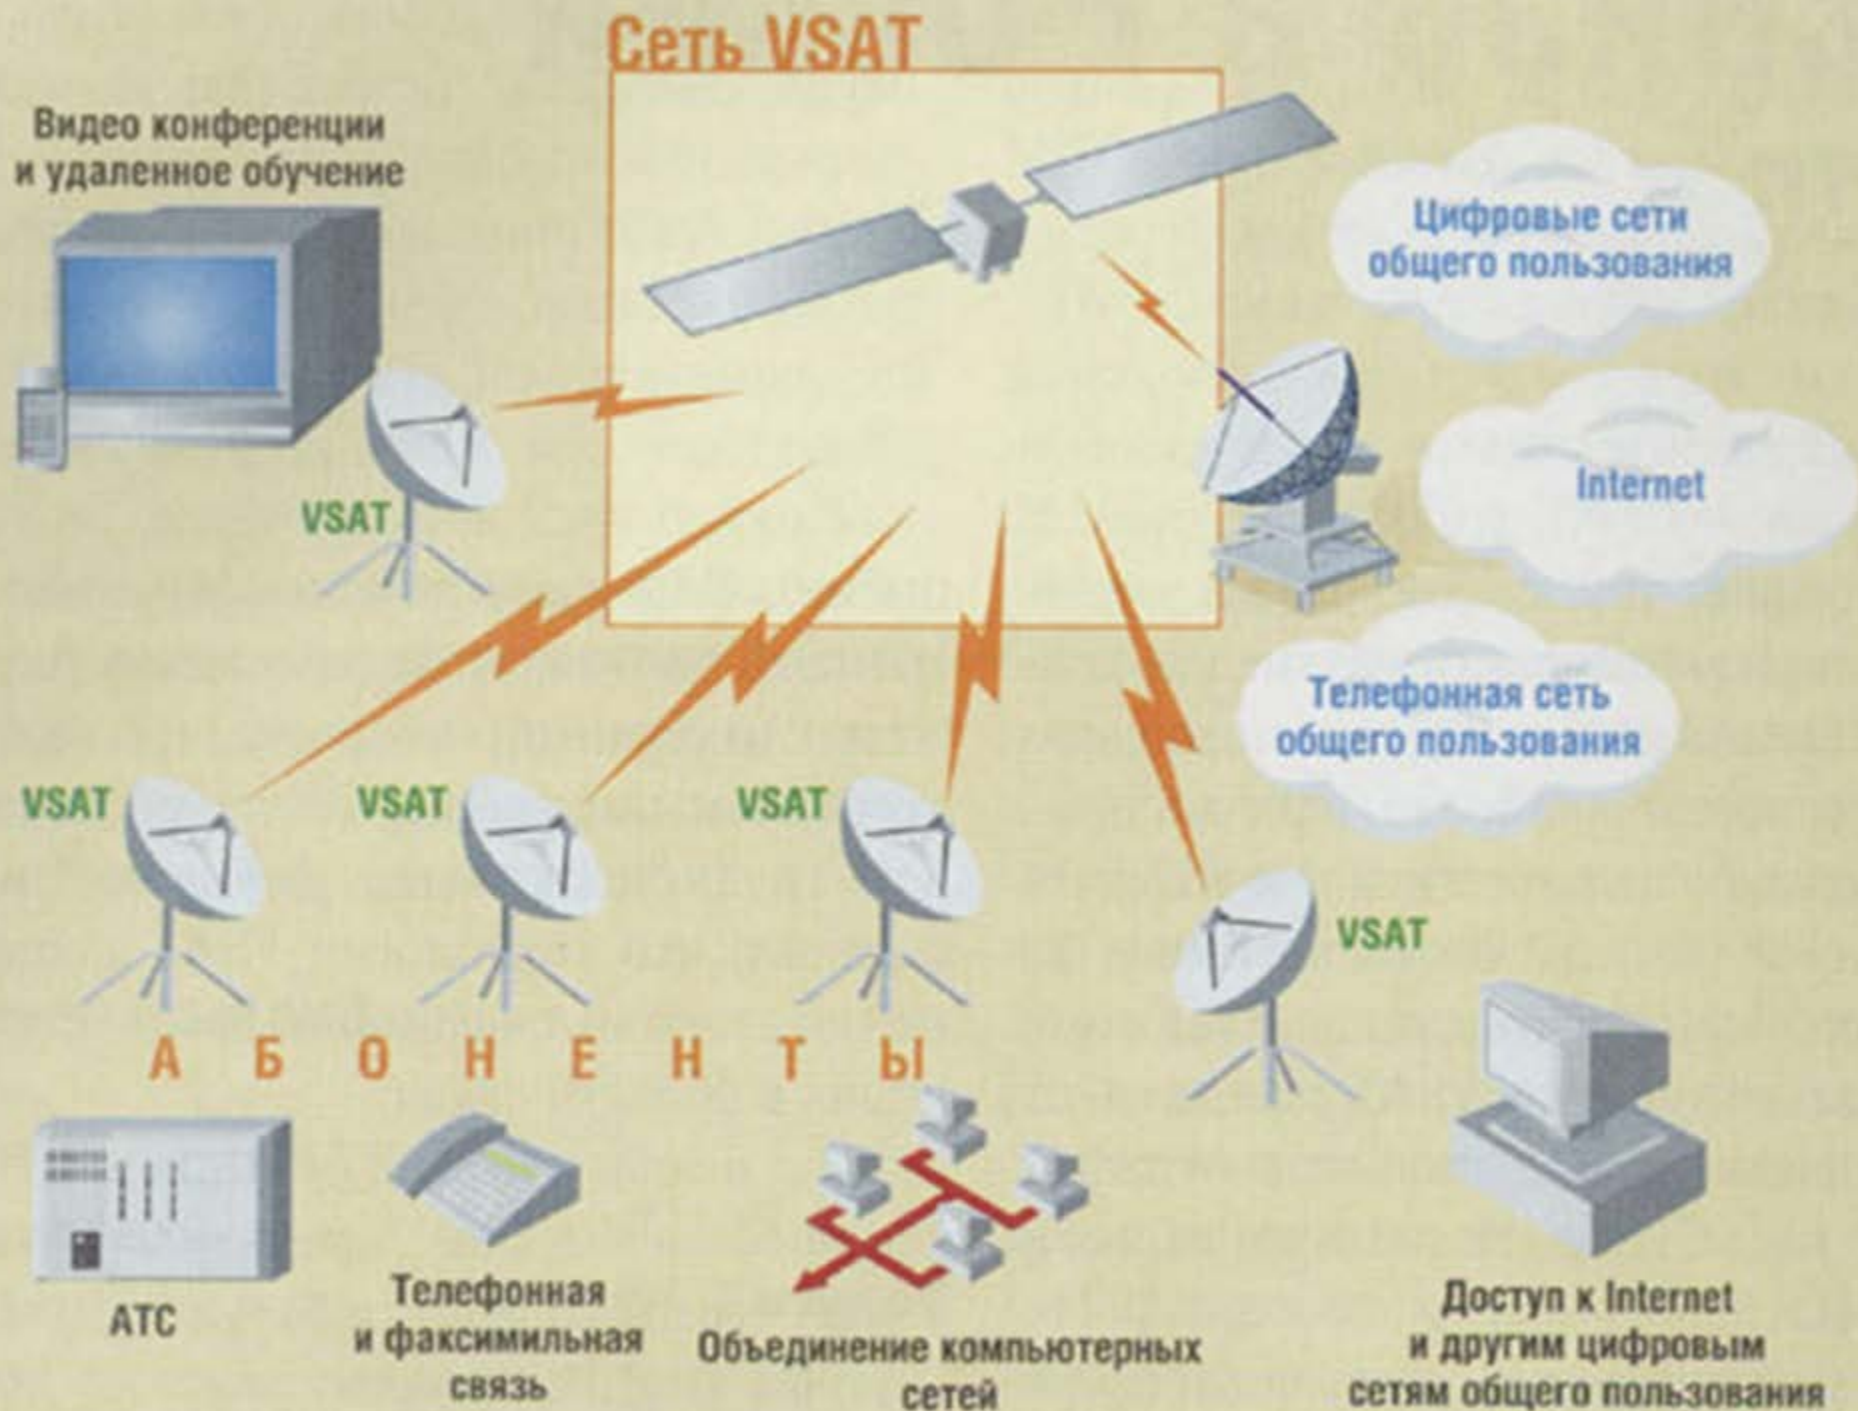 Сеть VSAT
Видео конференции
и удаленное обучение
Цифровые сети
общего пользования
Internet
VSAT
Телефонная сеть
общего пользования
VSAT
VSAT
VSAT
VSAT
АБОНЕНТЫ
АТС
Телефонная
и факсимильная
связь
Объединение компьютерных
сетей
Доступ к Internet
и другим цифровым
сетям общего пользования